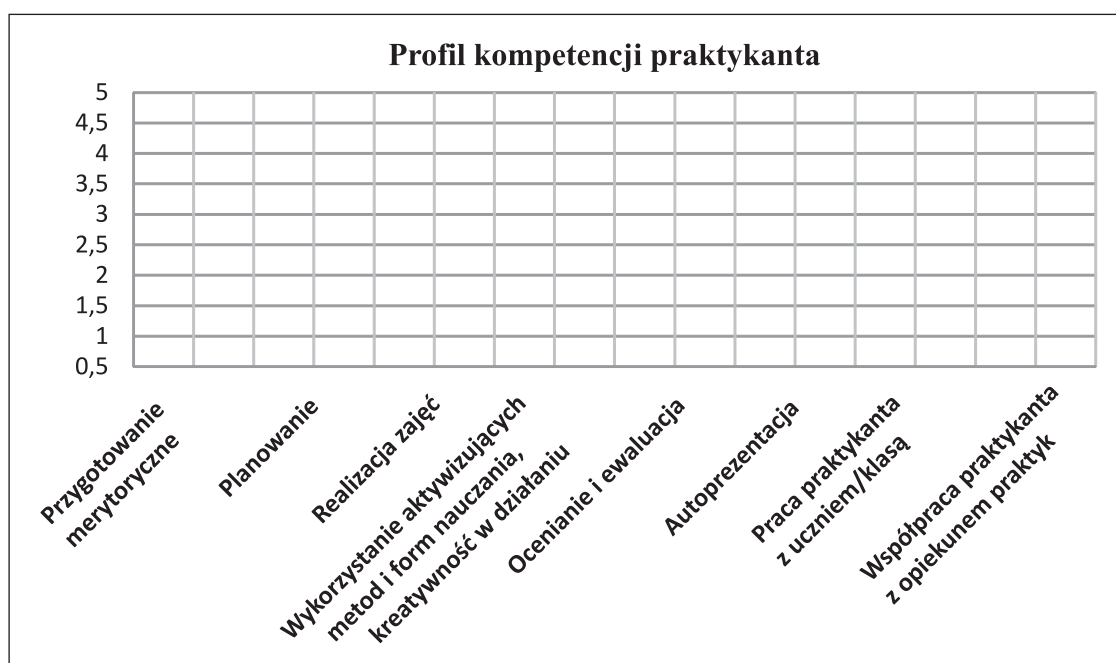 Profil kompetencji praktykanta
5
4,5
4
3,5
3
2,5
2
1,5
1
0,5
Przygotowanie
merytoryczne
Planowanie
Realizacja zajęć
Wykorzystanie aktywizujących
metod i form nauczania,
kreatywność w działaniu
Ocenianie i ewaluacja
Autoprezentacja
Praca praktykanta
z uczniem/klasą
Współpraca praktykanta
z opiekunem praktyk